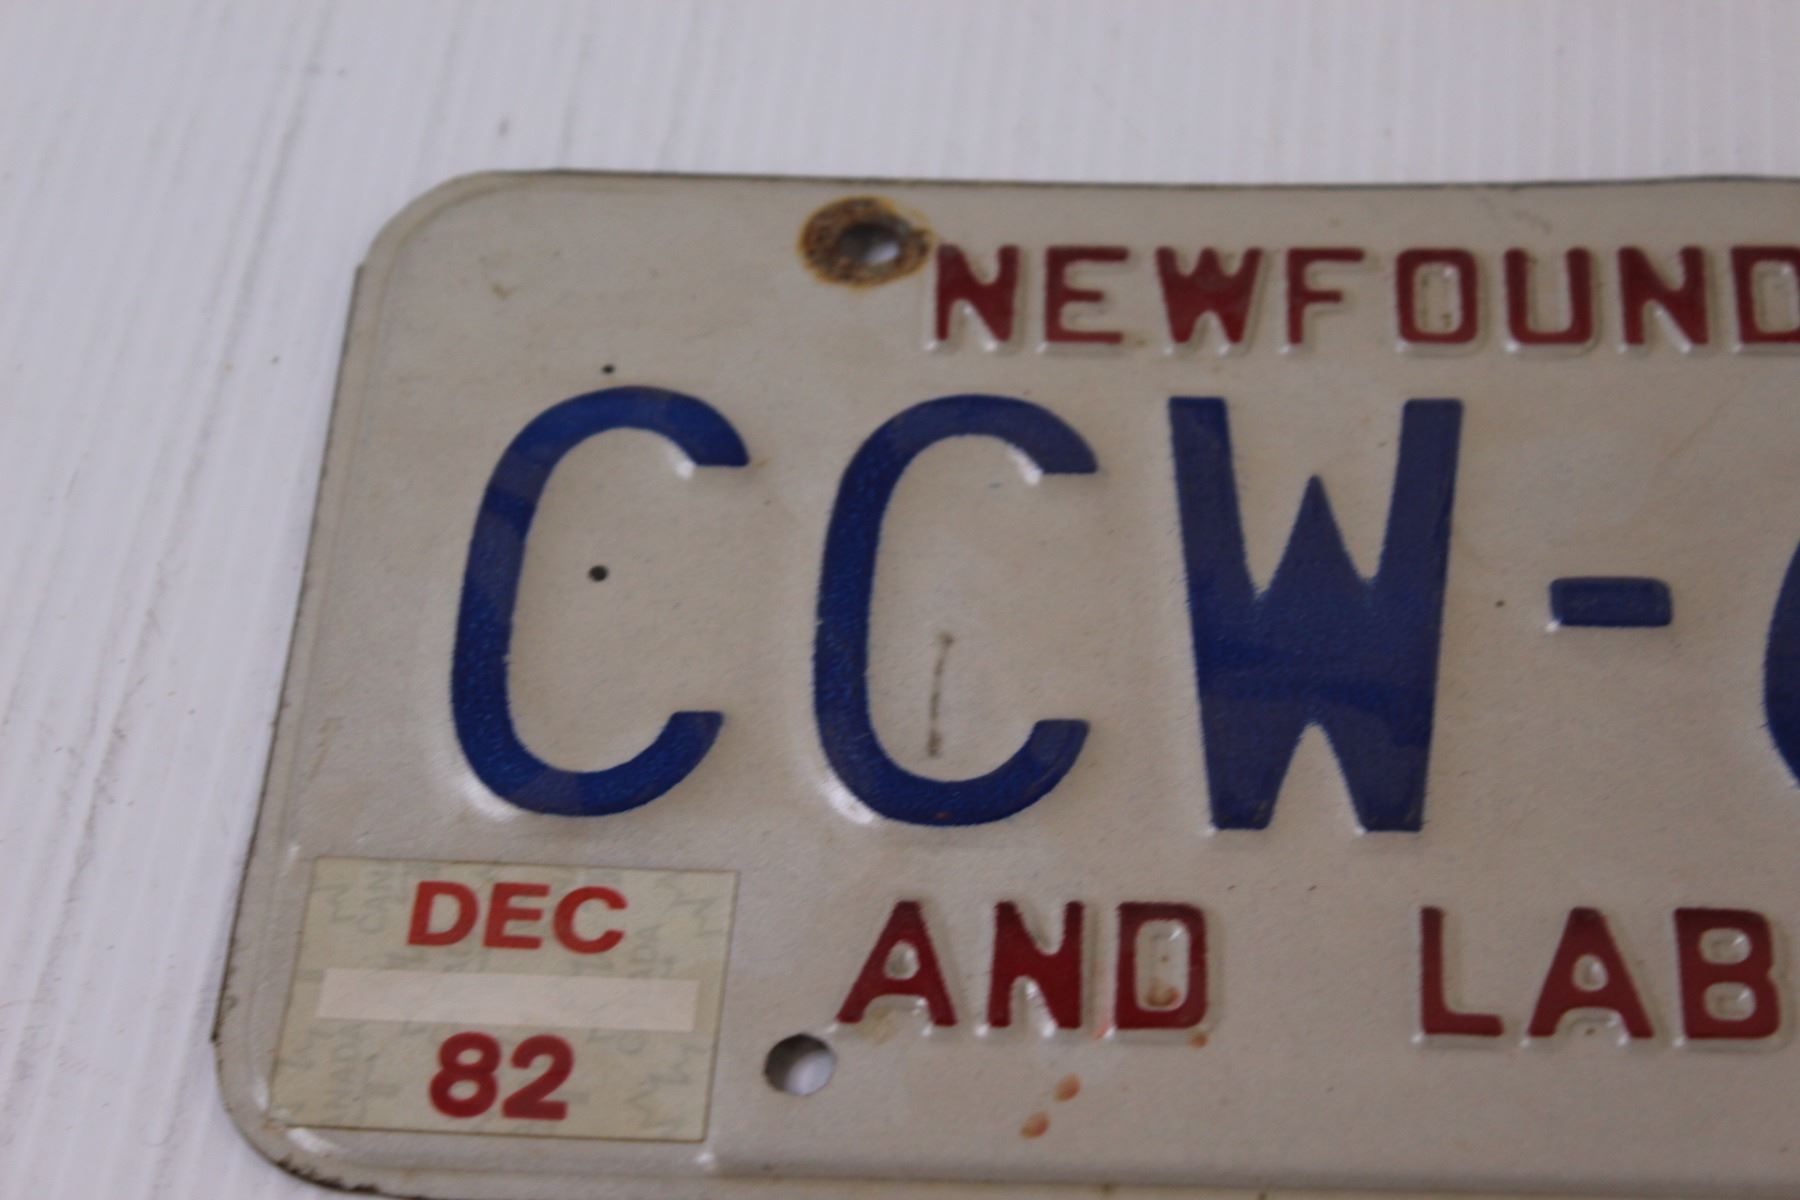 NEWFOUND
CCW-
DEC
82
AND LAB